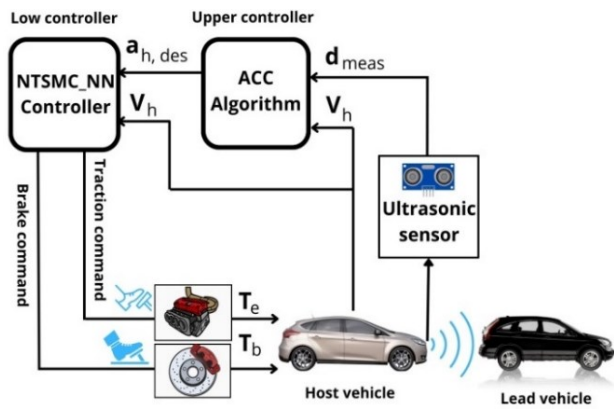 Low controller
Upper controller
a h, des
d meas
NTSMC_NN
Controller
ACC
Algorithm
V h
V h
Brake command
Traction command
Ultrasonic
sensor
T e
T b
Host vehicle
Lead vehicle